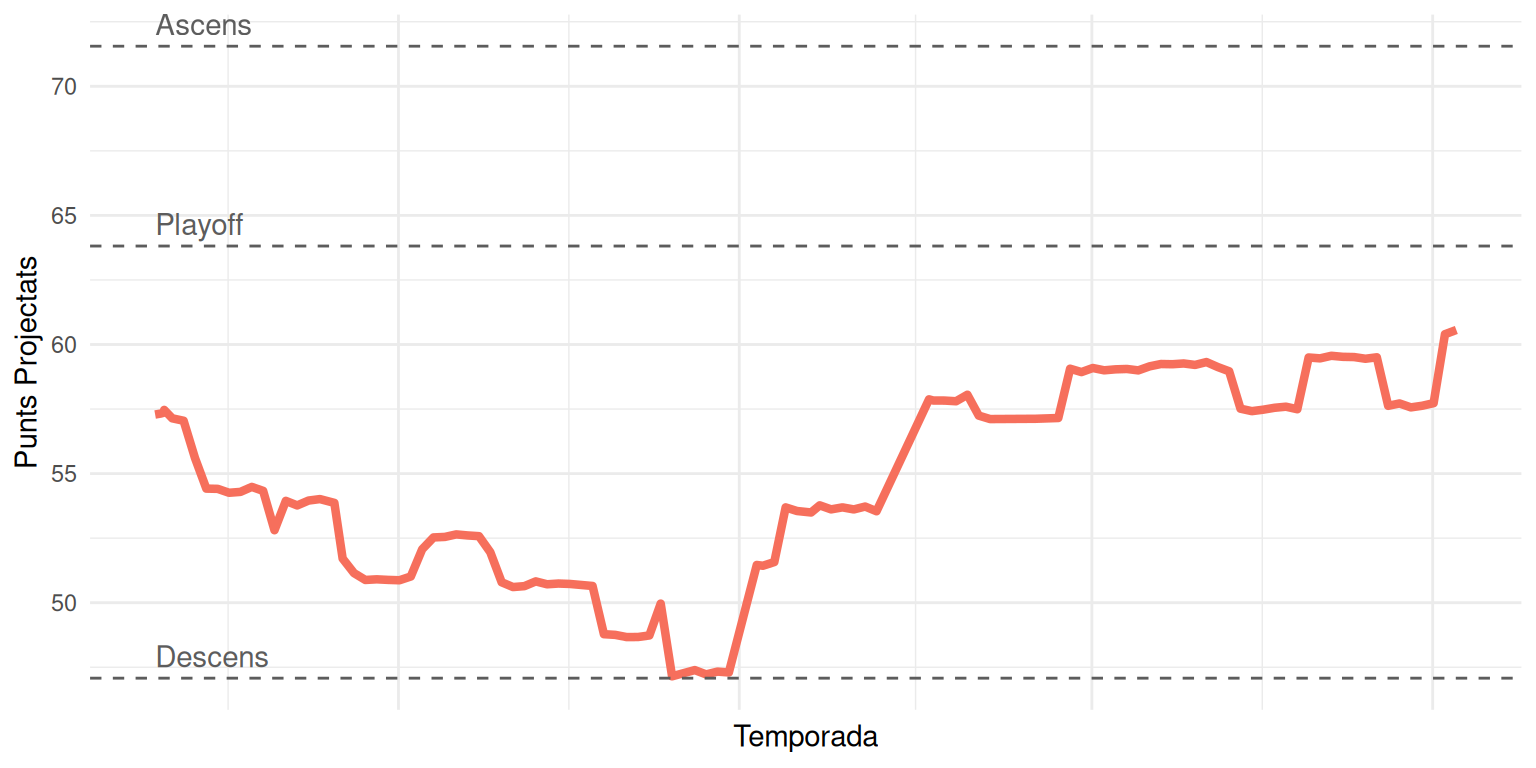 Ascens
70
65
Playoff
60
55
50
Descens
Punts Projectats
Temporada